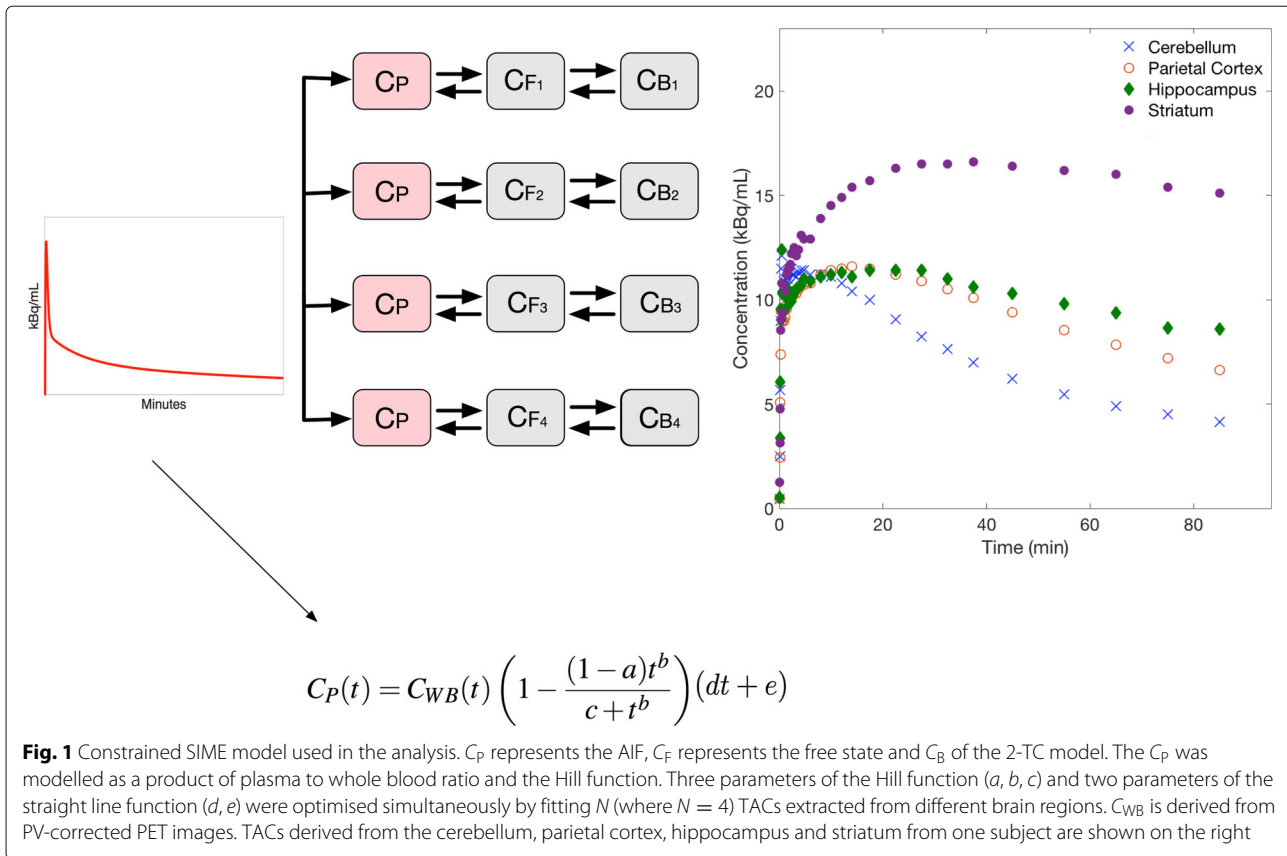 CP CF1 CB1
CP CF2 CB2
CP CF3 CB3
CP CF4 CB4
kBq/mL
Minutes
Cerebellum
Parietal Cortex
Hippocampus
Striatum
Concentration (kBq/mL)
20
15
10
5
0
0 20 40 60 80
Time (min)
C_P(t) = C_{WB}(t) (1 - \frac{(1-a)t^b}{c+t^b}) (dt + e)
Fig. 1 Constrained SIME model used in the analysis. CP represents the AIF, CF represents the free state and CB of the 2-TC model. The CP was
modelled as a product of plasma to whole blood ratio and the Hill function. Three parameters of the Hill function (a, b, c) and two parameters of the
straight line function (d, e) were optimised simultaneously by fitting N (where N = 4) TACs extracted from different brain regions. CWB is derived from
PV-corrected PET images. TACs derived from the cerebellum, parietal cortex, hippocampus and striatum from one subject are shown on the right